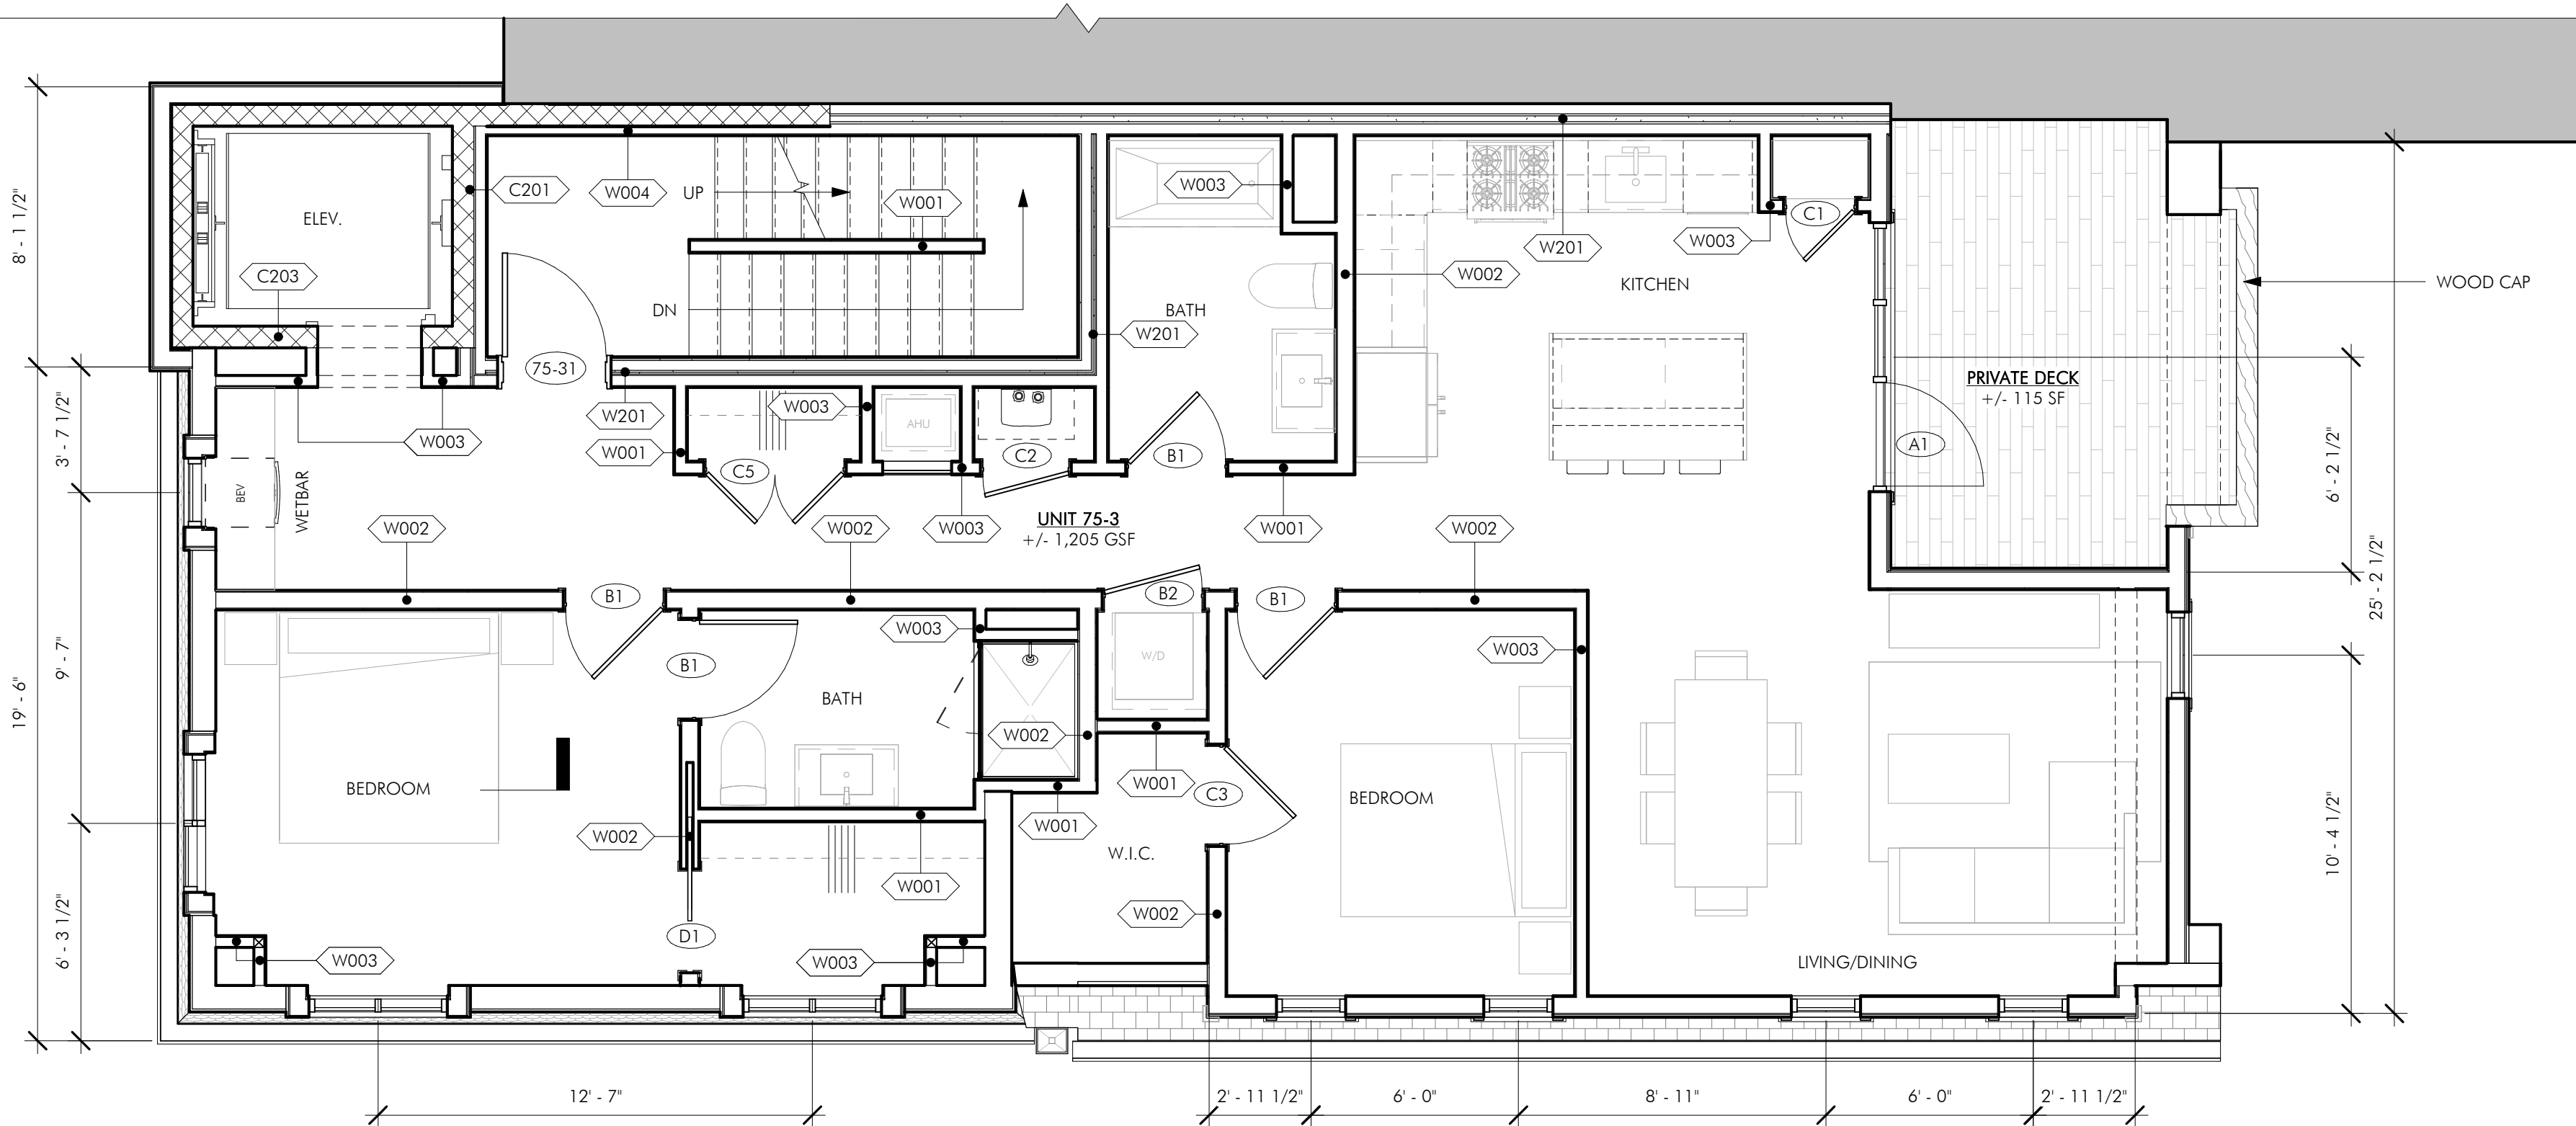 8' - 1 1/2"
ELEV.
C201
W004
UP
W001
W003
C1
W003
W201
C203
DN
BATH
W201
W002
KITCHEN
WOOD CAP
75-31
PRIVATE DECK
+/- 115 SF
W201
W003
AHU
C2
B1
A1
W003
W001
C5
3' - 7 1/2"
BEV
WETBAR
6' - 2 1/2"
W002
W002
W003
UNIT 75-3
+/- 1,205 GSF
W001
W002
25' - 2 1/2"
B1
B2
B1
W003
W003
9' - 7"
B1
W/D
19' - 6"
BATH
W002
BEDROOM
W001
C3
BEDROOM
W002
W001
10' - 4 1/2"
W.I.C.
W001
W002
6' - 3 1/2"
D1
W003
W003
LIVING/DINING
12' - 7"
2' - 11 1/2"
6' - 0"
8' - 11"
6' - 0"
2' - 11 1/2"